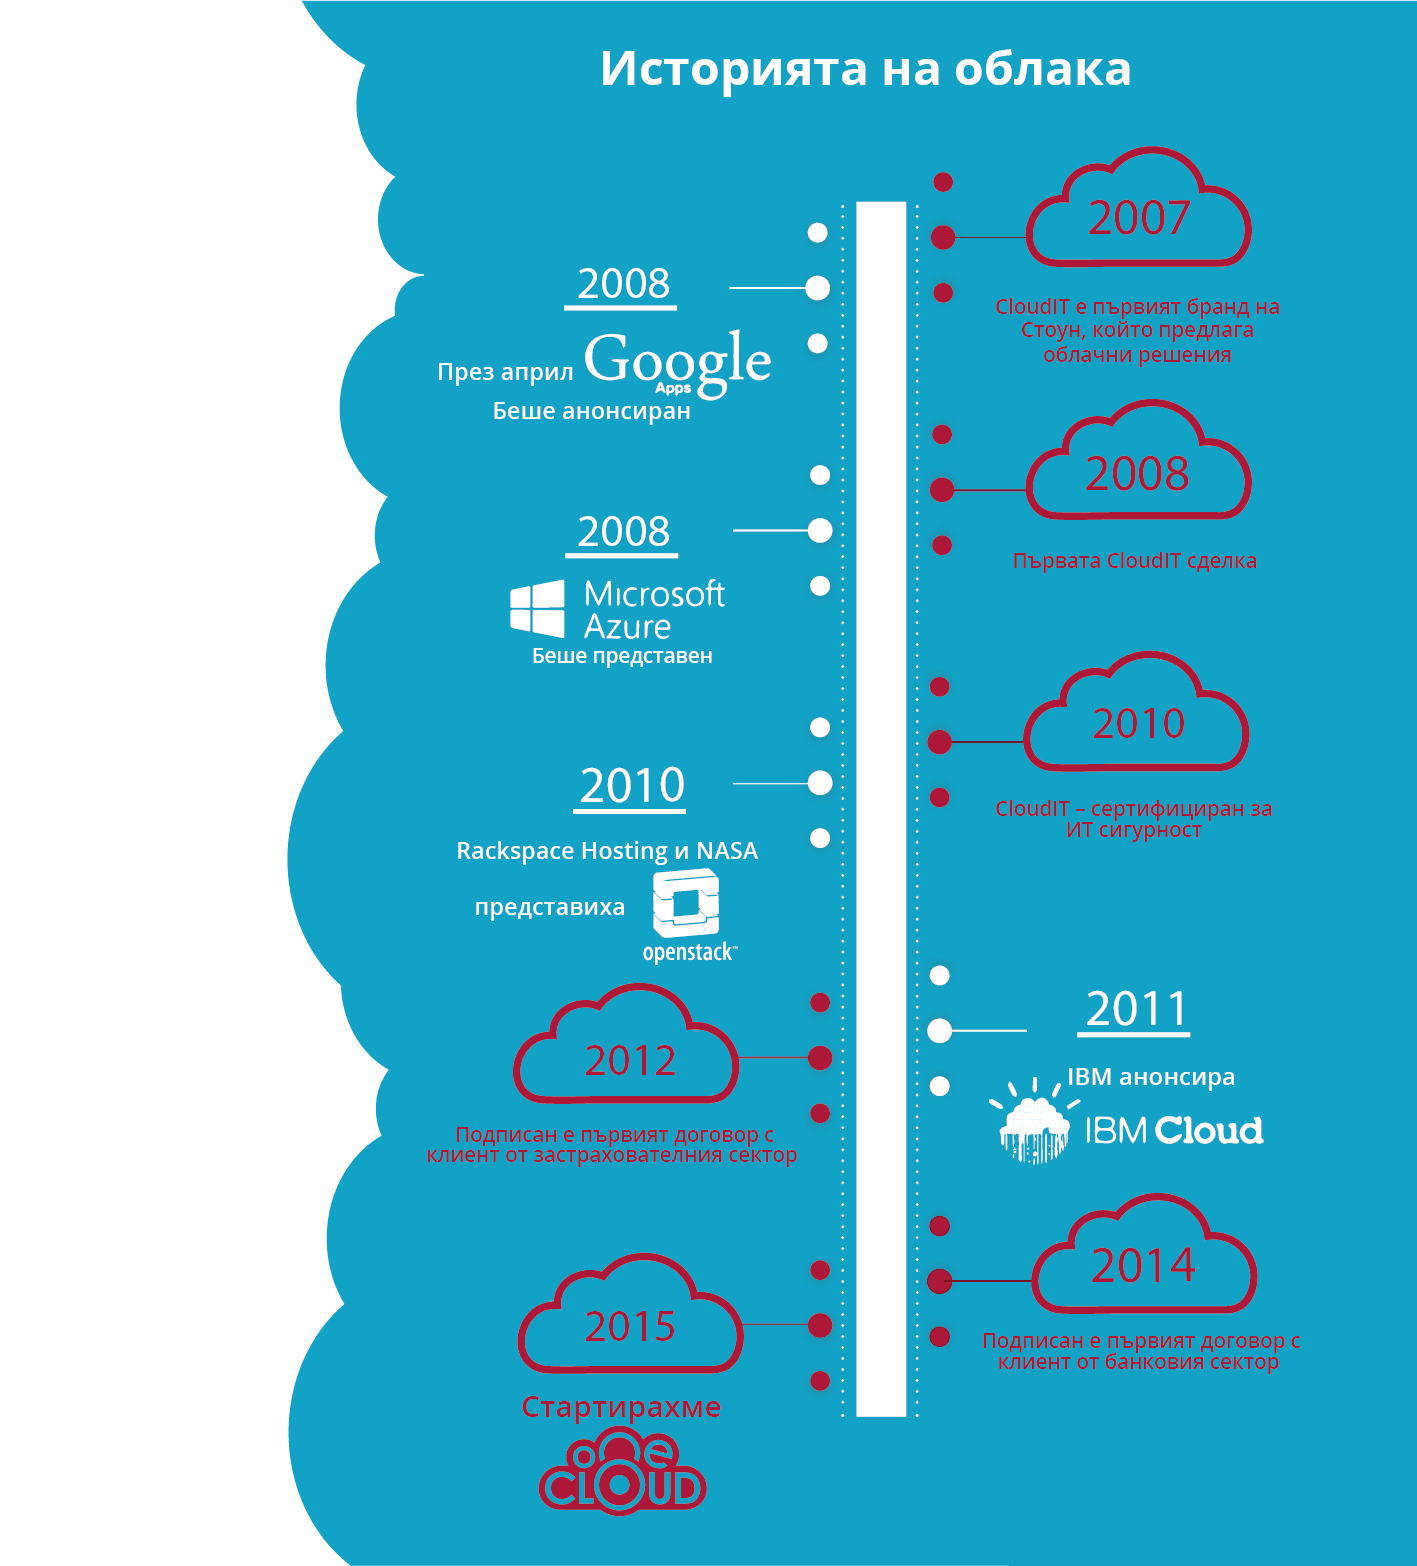 Историята на облака
2007
CloudIT е първият бранд на
Стоун, който предлага
облачни решения
2008
През април Google
Apps
Беше анонсиран
2008
Първата CloudIT сделка
2008
Microsoft
Azure
Беше представен
2010
CloudIT – сертифициран за
ИТ сигурност
2010
Rackspace Hosting и NASA
представиха
openstack™
2011
IBM анонсира
IBM Cloud
2012
Подписан е първият договор с
клиент от застрахователния сектор
2014
Подписан е първият договор с
клиент от банковия сектор
2015
Стартирахме
CLOUD